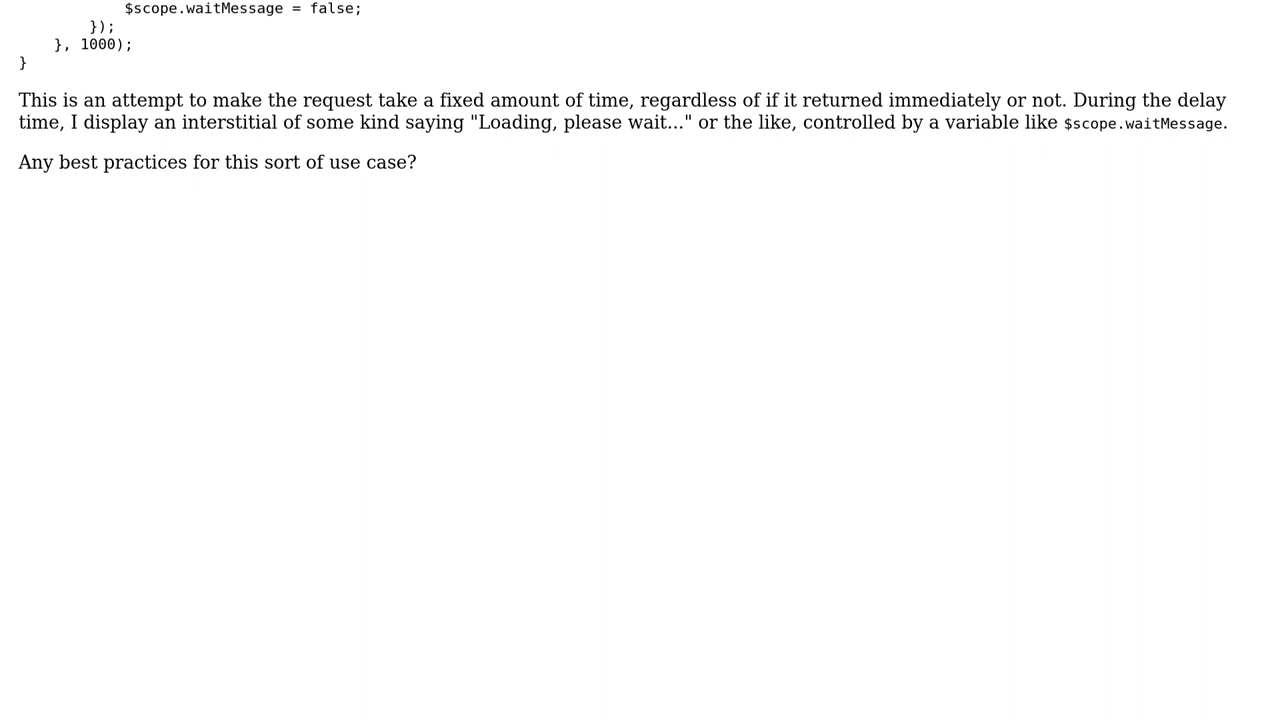 $scope.waitMessage = false;
});
}, 1000);
}
This is an attempt to make the request take a fixed amount of time, regardless of if it returned immediately or not. During the delay
time, I display an interstitial of some kind saying "Loading, please wait..." or the like, controlled by a variable like $scope.waitMessage.
Any best practices for this sort of use case?